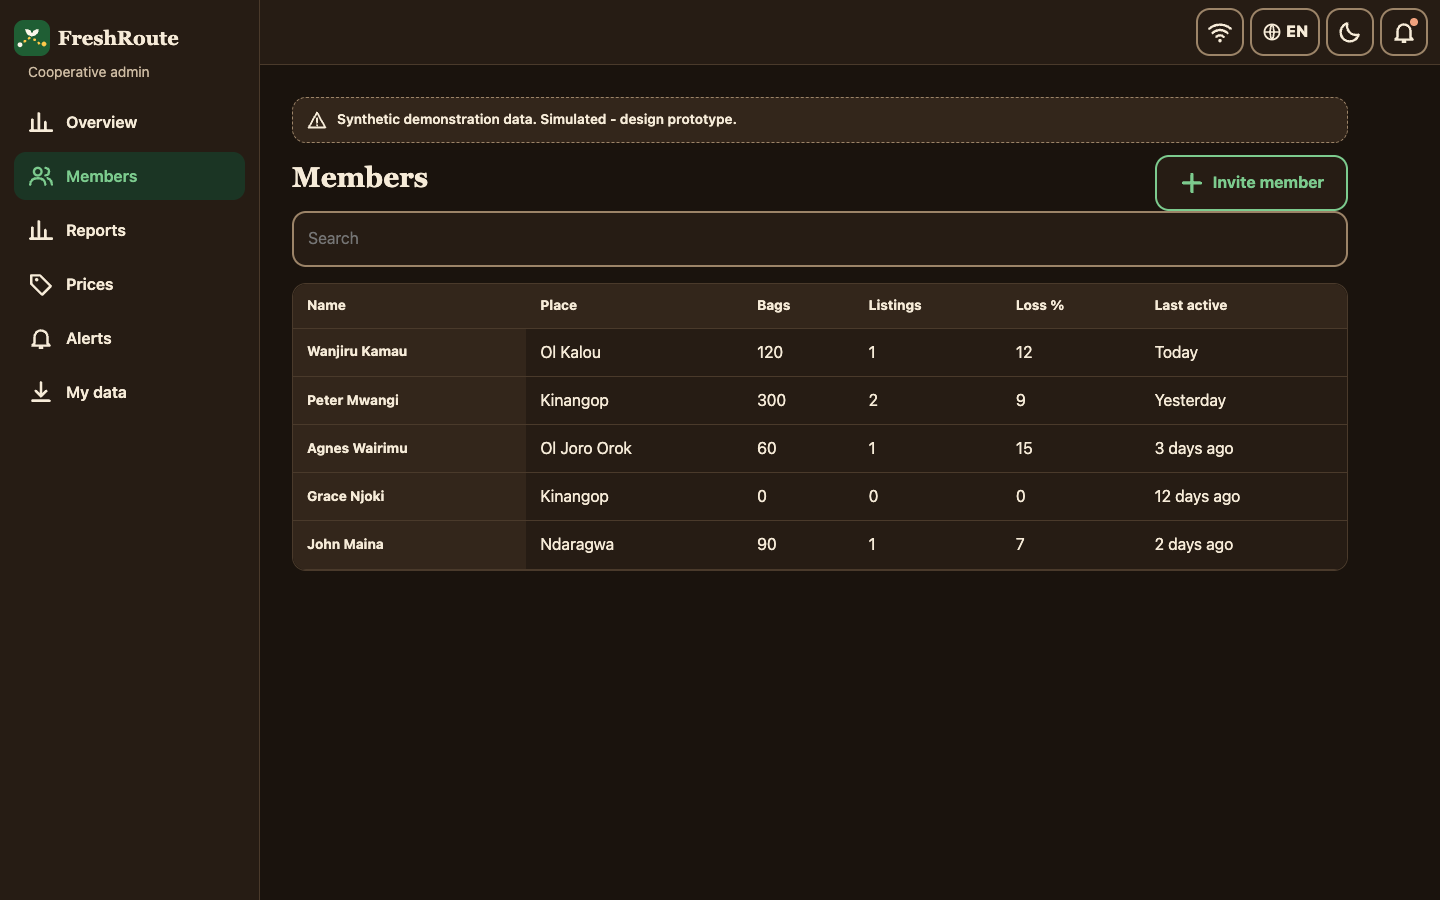 FreshRoute
Cooperative admin
Overview
Members
Reports
Prices
Alerts
My data
EN
Synthetic demonstration data. Simulated - design prototype.
Members
Invite member
Search
Name Place Bags Listings Loss % Last active
Wanjiru Kamau Ol Kalou 120 1 12 Today
Peter Mwangi Kinangop 300 2 9 Yesterday
Agnes Wairimu Ol Joro Orok 60 1 15 3 days ago
Grace Njoki Kinangop 0 0 0 12 days ago
John Maina Ndaragwa 90 1 7 2 days ago